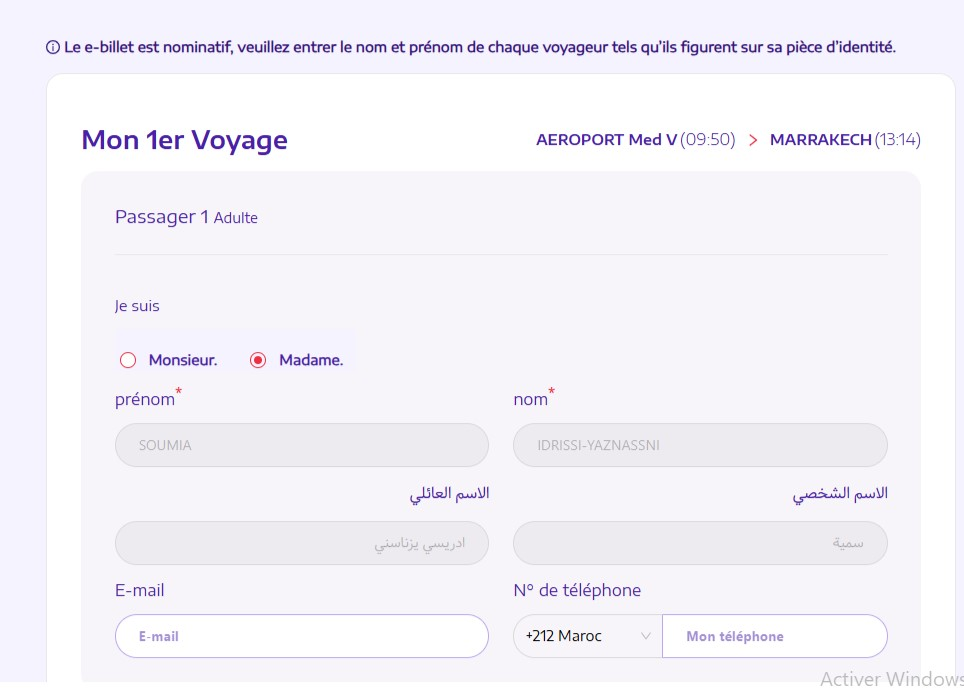 Le e-billet est nominatif, veuillez entrer le nom et prénom de chaque voyageur tels qu'ils figurent sur sa pièce d'identité.
Mon 1er Voyage AEROPORT Med V (09:50) > MARRAKECH (13:14)
Passager 1 Adulte
Je suis
Monsieur. Madame.
prénom* nom*
SOUMIA IDRISSI-YAZNASSNI
الاسم العائلي الاسم الشخصي
ادريسي يزناسني سمية
E-mail N° de téléphone
E-mail +212 Maroc Mon téléphone
Activer Windows